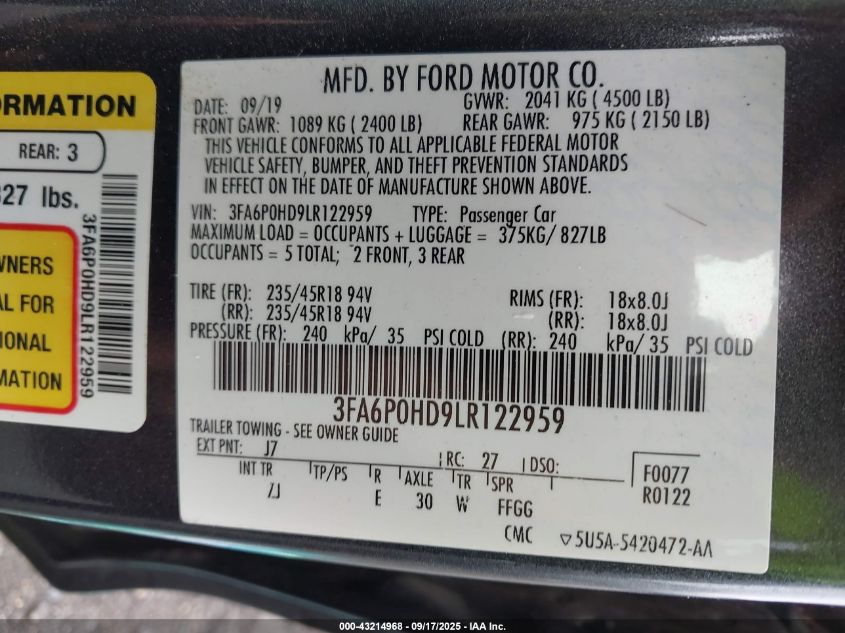 ORMATION
REAR: 3
827 lbs.
WNERS
AL FOR
IONAL
RMATION
3FA6P0HD9LR122959
MFD. BY FORD MOTOR CO.
DATE: 09/19 GVWR: 2041 KG ( 4500 LB)
FRONT GAWR: 1089 KG ( 2400 LB) REAR GAWR: 975 KG ( 2150 LB)
THIS VEHICLE CONFORMS TO ALL APPLICABLE FEDERAL MOTOR
VEHICLE SAFETY, BUMPER, AND THEFT PREVENTION STANDARDS
IN EFFECT ON THE DATE OF MANUFACTURE SHOWN ABOVE.
VIN: 3FA6P0HD9LR122959 TYPE: Passenger Car
MAXIMUM LOAD = OCCUPANTS + LUGGAGE = 375KG/ 827LB
OCCUPANTS = 5 TOTAL; 2 FRONT, 3 REAR
TIRE (FR): 235/45R18 94V RIMS (FR): 18x8.0J
(RR): 235/45R18 94V (RR): 18x8.0J
PRESSURE (FR): 240 kPa/ 35 PSI COLD (RR): 240 kPa/ 35 PSI COLD
3FA6P0HD9LR122959
TRAILER TOWING - SEE OWNER GUIDE
EXT PNT: J7 RC: 27 DSO: F0077
INT TR TP/PS R AXLE TR SPR R0122
7J E 30 W FFGG
CMC ▽5U5A-5420472-AA
000-43214968 - 09/17/2025 - IAA Inc.